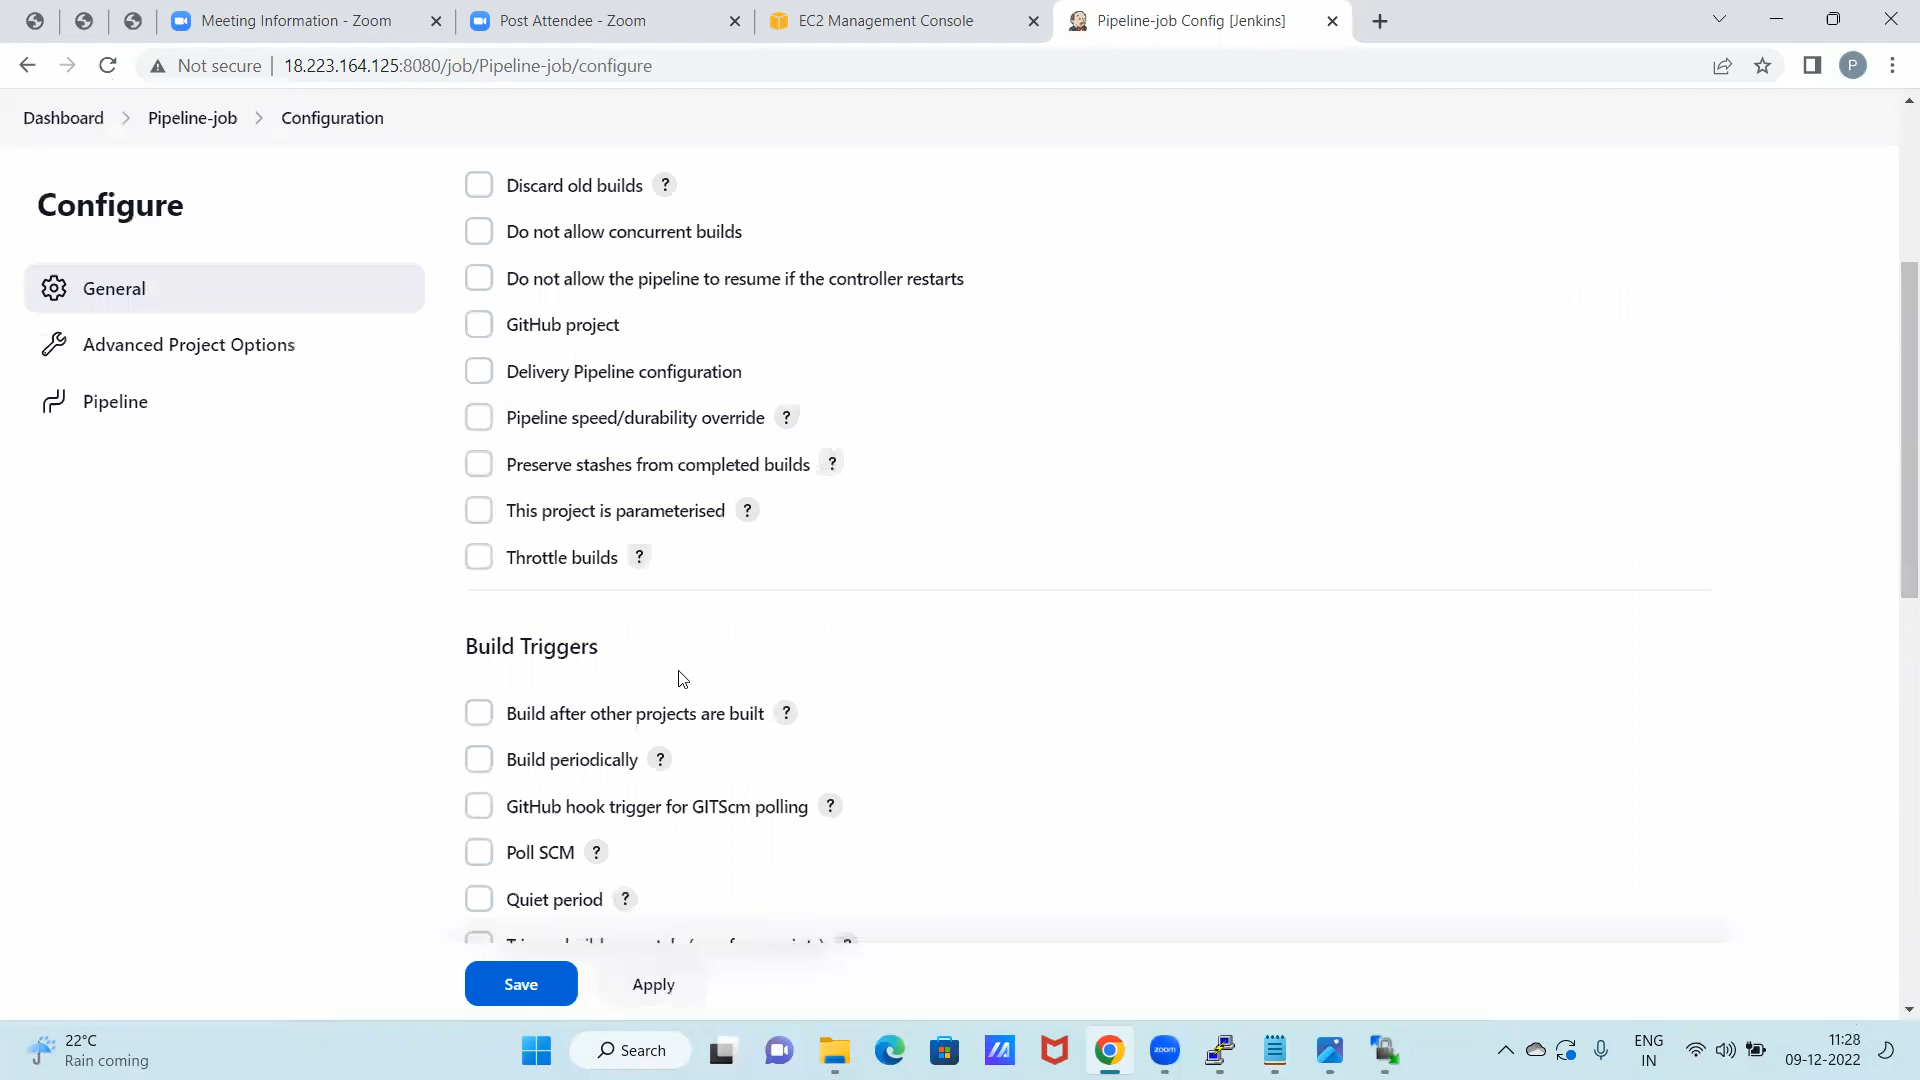 Meeting Information - Zoom
Post Attendee - Zoom
EC2 Management Console
Pipeline-job Config [Jenkins]
Not secure | 18.223.164.125:8080/job/Pipeline-job/configure
P
Dashboard > Pipeline-job > Configuration
Configure
General
Advanced Project Options
Pipeline
Discard old builds ?
Do not allow concurrent builds
Do not allow the pipeline to resume if the controller restarts
GitHub project
Delivery Pipeline configuration
Pipeline speed/durability override ?
Preserve stashes from completed builds ?
This project is parameterised ?
Throttle builds ?
Build Triggers
Build after other projects are built ?
Build periodically ?
GitHub hook trigger for GITScm polling ?
Poll SCM ?
Quiet period ?
Save
Apply
22°C
Rain coming
Search
zoom
ENG
IN
11:28
09-12-2022